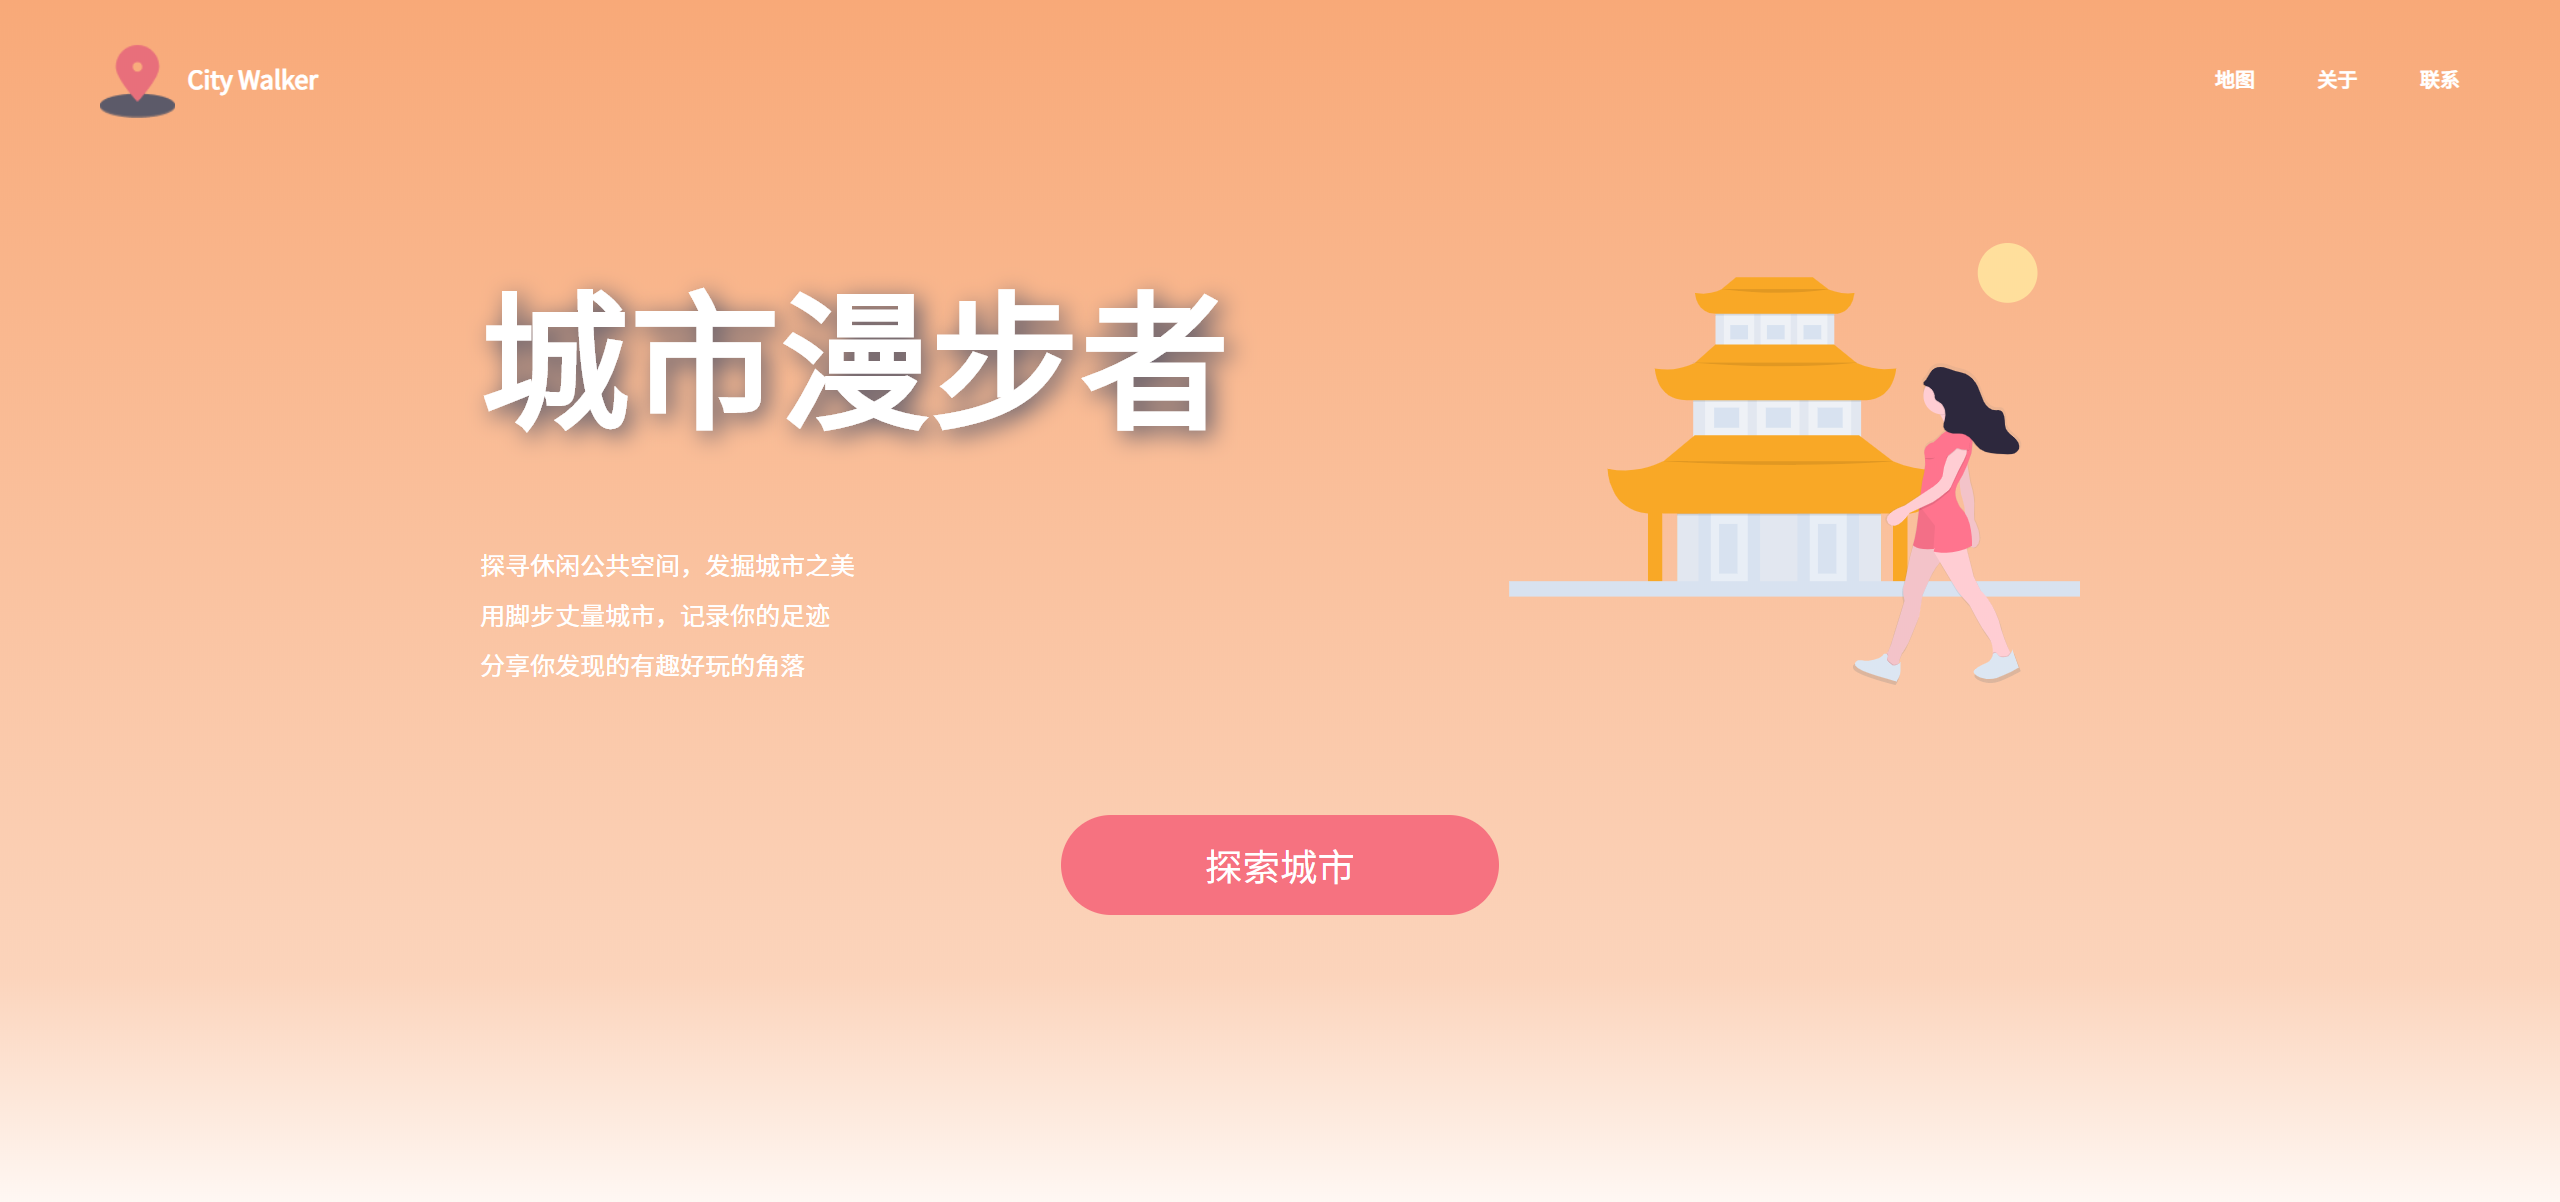 City Walker
地图 关于 联系
城市漫步者
探寻休闲公共空间，发掘城市之美
用脚步丈量城市，记录你的足迹
分享你发现的有趣好玩的角落
探索城市